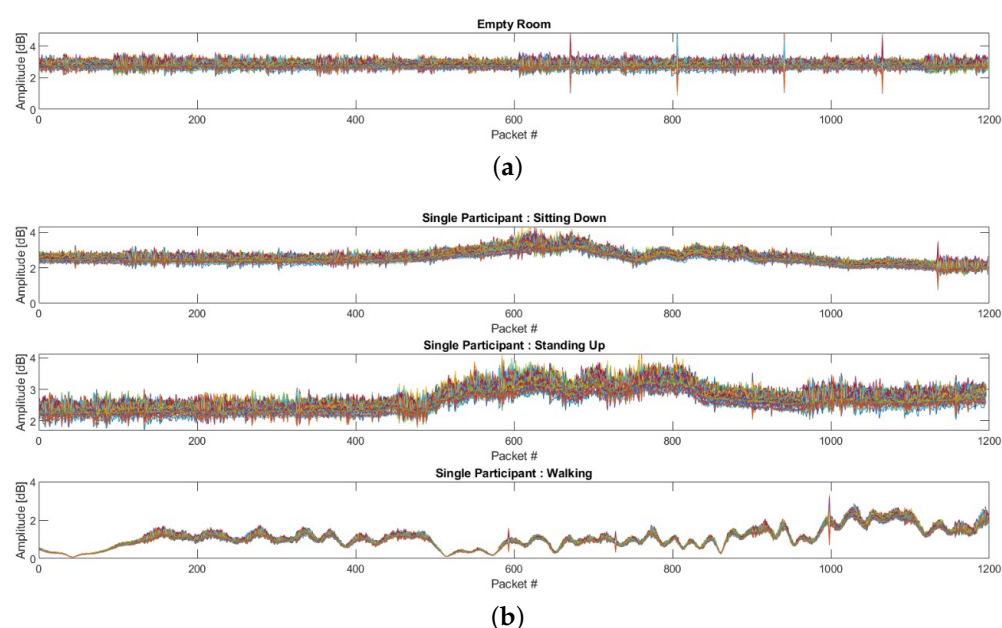 Empty Room
Amplitude [dB]
4
2
0
0 200 400 600 800 1000 1200
Packet #
(a)
Single Participant : Sitting Down
Amplitude [dB]
4
2
0
0 200 400 600 800 1000 1200
Packet #
Single Participant : Standing Up
Amplitude [dB]
4
3
2
0 200 400 600 800 1000 1200
Packet #
Single Participant : Walking
Amplitude [dB]
4
2
0
0 200 400 600 800 1000 1200
Packet #
(b)